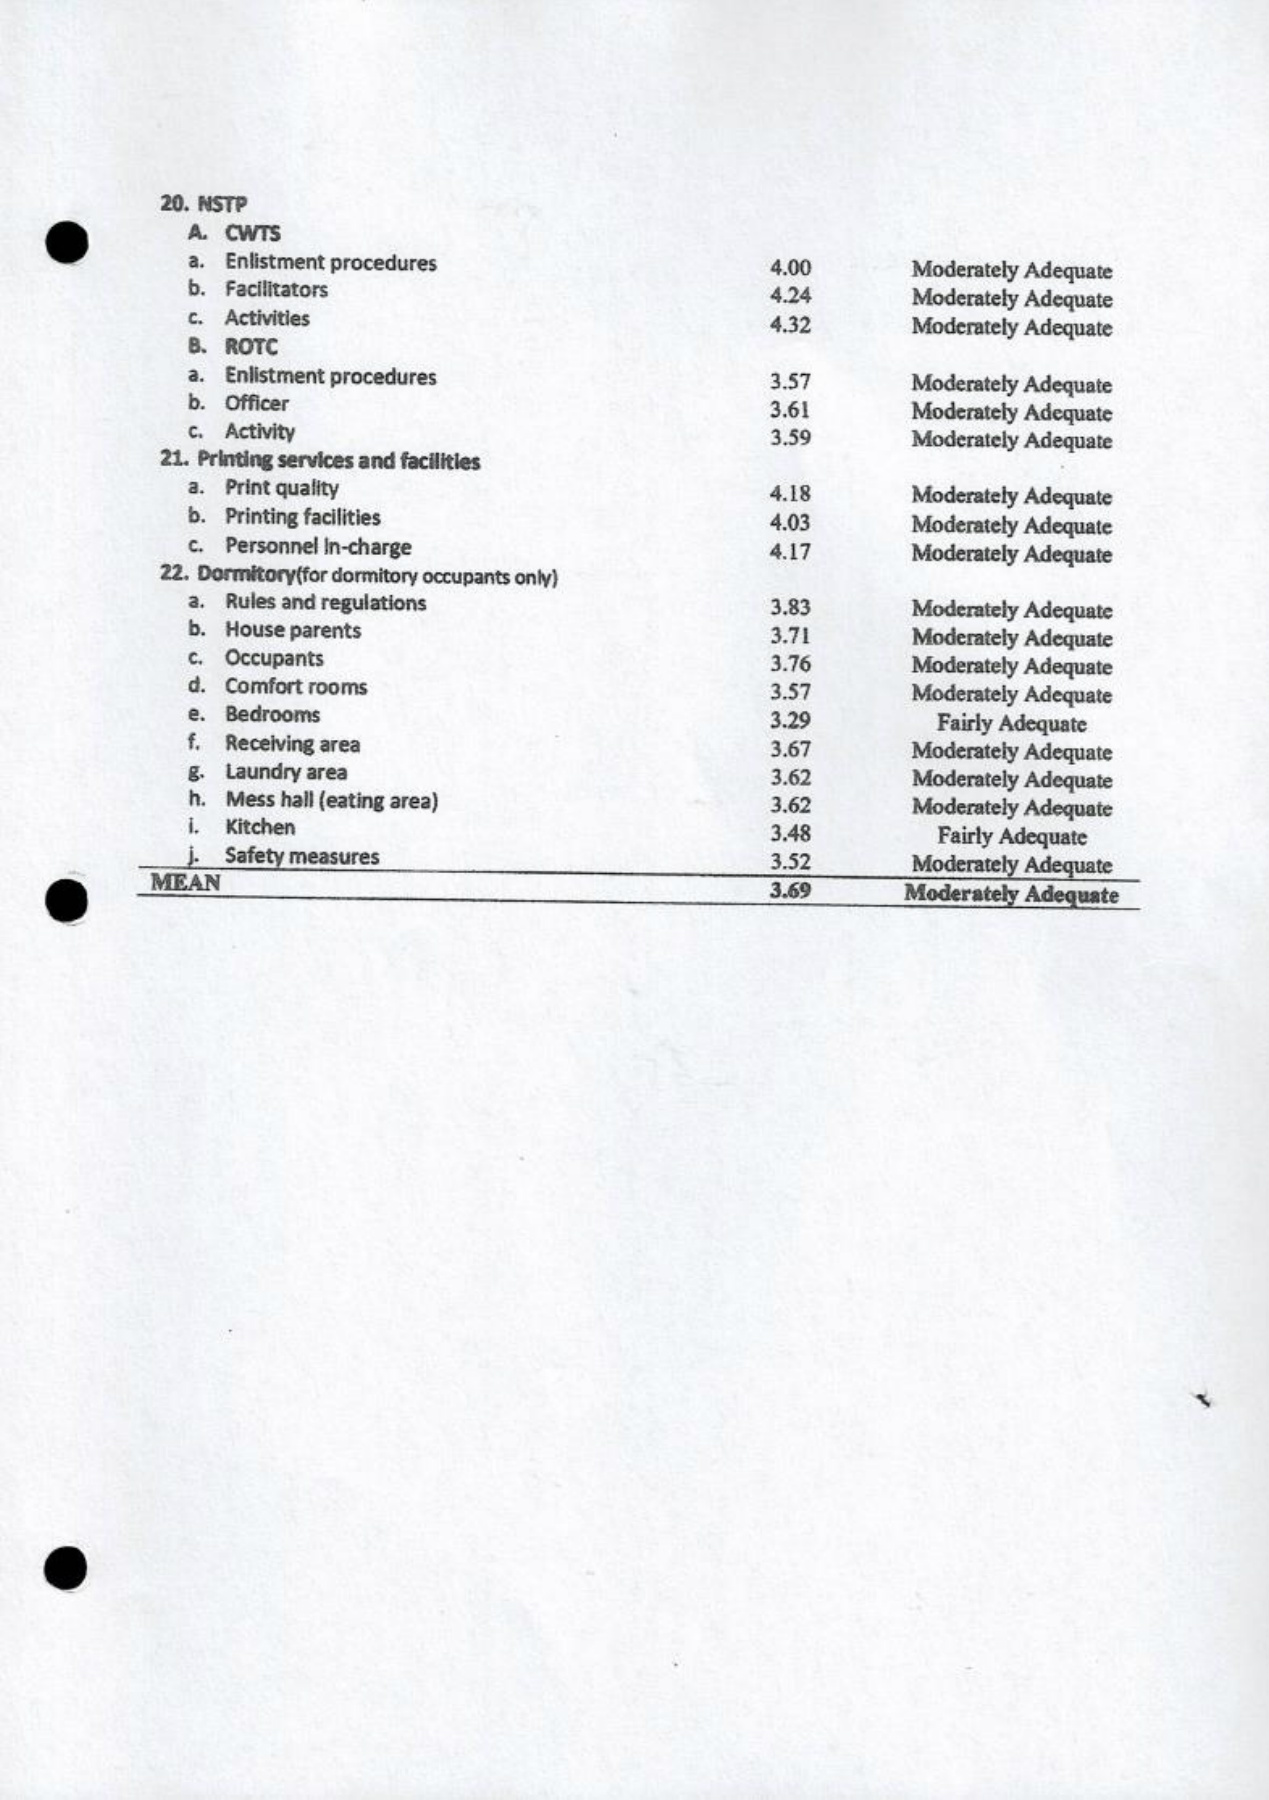 20. NSTP
A. CWTS
a. Enlistment procedures 4.00 Moderately Adequate
b. Facilitators 4.24 Moderately Adequate
c. Activities 4.32 Moderately Adequate
B. ROTC
a. Enlistment procedures 3.57 Moderately Adequate
b. Officer 3.61 Moderately Adequate
c. Activity 3.59 Moderately Adequate
21. Printing services and facilities
a. Print quality 4.18 Moderately Adequate
b. Printing facilities 4.03 Moderately Adequate
c. Personnel In-charge 4.17 Moderately Adequate
22. Dormitory(for dormitory occupants only)
a. Rules and regulations 3.83 Moderately Adequate
b. House parents 3.71 Moderately Adequate
c. Occupants 3.76 Moderately Adequate
d. Comfort rooms 3.57 Moderately Adequate
e. Bedrooms 3.29 Fairly Adequate
f. Receiving area 3.67 Moderately Adequate
g. Laundry area 3.62 Moderately Adequate
h. Mess hall (eating area) 3.62 Moderately Adequate
i. Kitchen 3.48 Fairly Adequate
j. Safety measures 3.52 Moderately Adequate
MEAN 3.69 Moderately Adequate